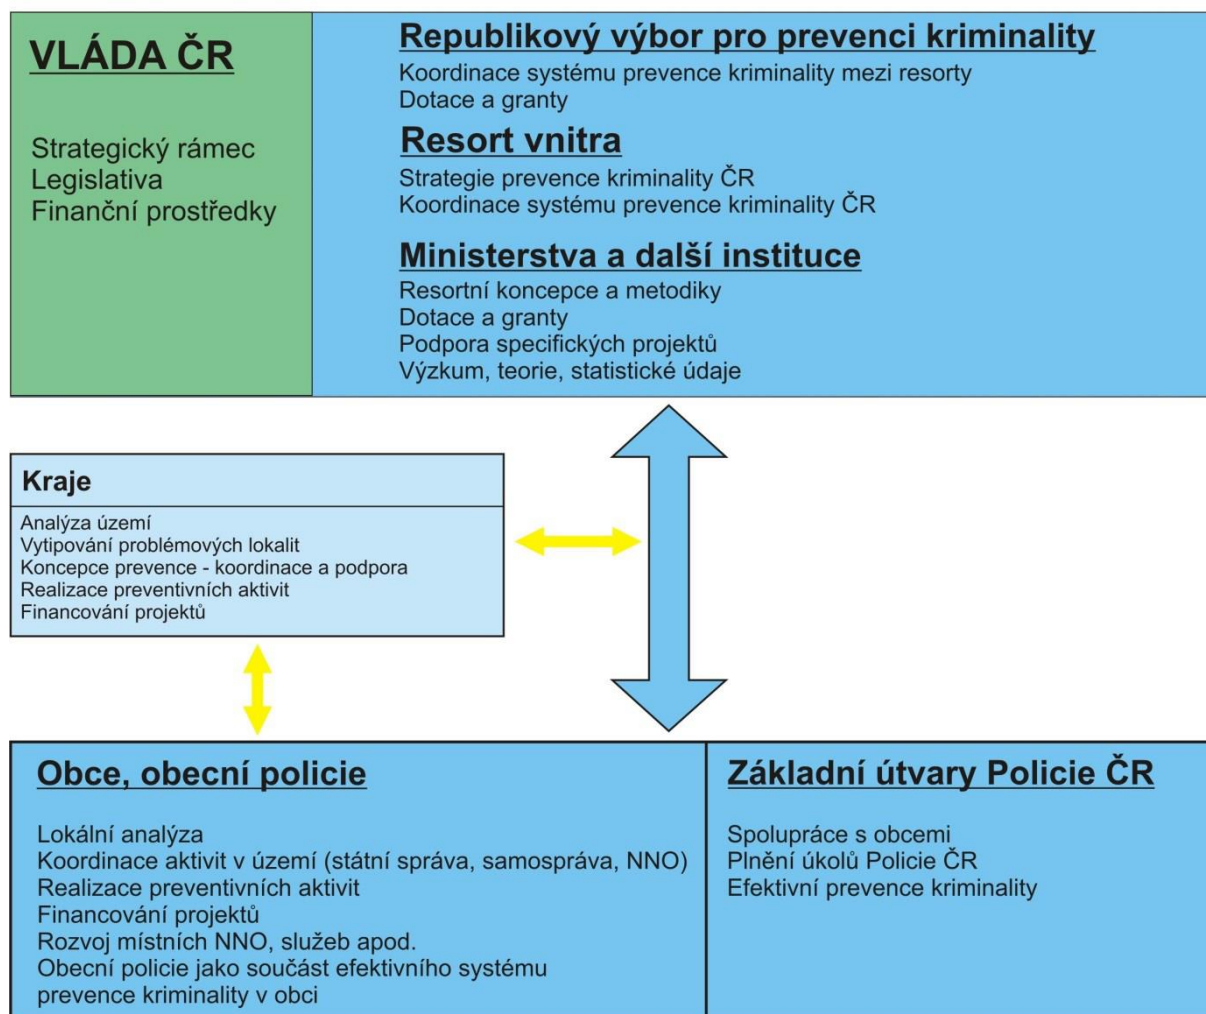 VLÁDA ČR
Strategický rámec
Legislativa
Finanční prostředky
Republikový výbor pro prevenci kriminality
Koordinace systému prevence kriminality mezi resorty
Dotace a granty
Resort vnitra
Strategie prevence kriminality ČR
Koordinace systému prevence kriminality ČR
Ministerstva a další instituce
Resortní koncepce a metodiky
Dotace a granty
Podpora specifických projektů
Výzkum, teorie, statistické údaje
Kraje
Analýza území
Vytipování problémových lokalit
Koncepce prevence - koordinace a podpora
Realizace preventivních aktivit
Financování projektů
Obce, obecní policie
Lokální analýza
Koordinace aktivit v území (státní správa, samospráva, NNO)
Realizace preventivních aktivit
Financování projektů
Rozvoj místních NNO, služeb apod.
Obecní policie jako součást efektivního systému
prevence kriminality v obci
Základní útvary Policie ČR
Spolupráce s obcemi
Plnění úkolů Policie ČR
Efektivní prevence kriminality